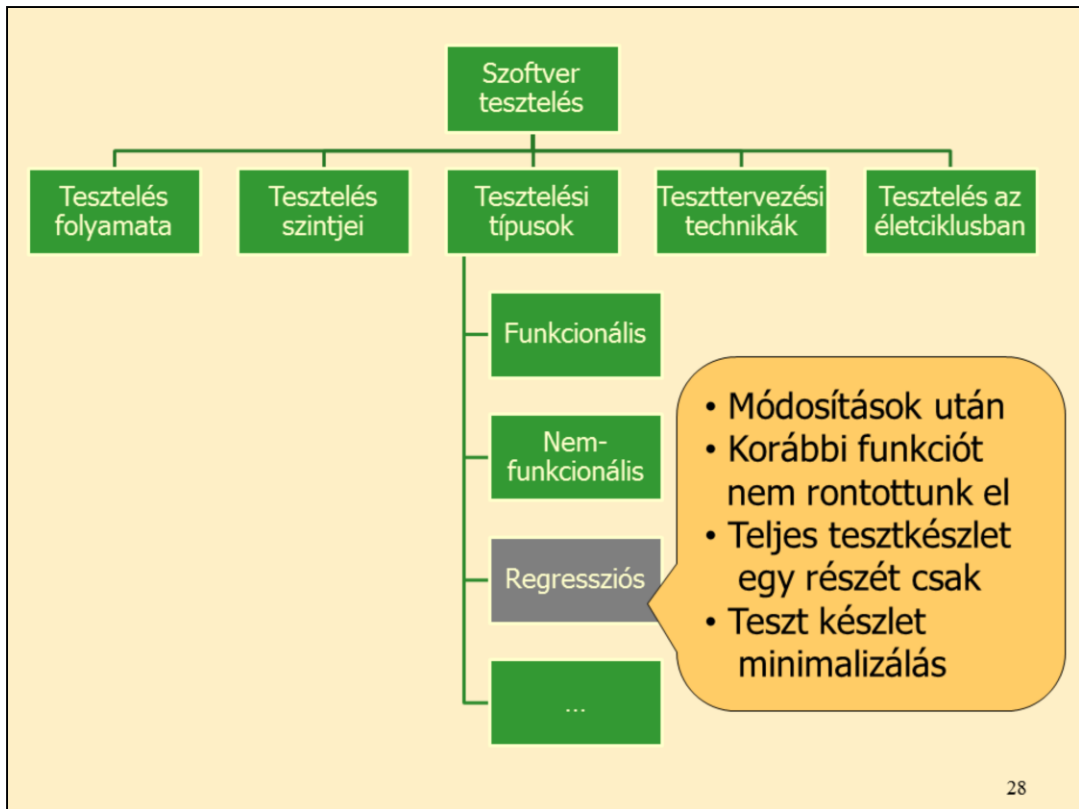 Szoftver
tesztelés
Tesztelés
folyamata
Tesztelés
szintjei
Tesztelési
típusok
Teszttervezési
technikák
Tesztelés az
életciklusban
Funkcionális
Nem-
funkcionális
Regressziós
...
• Módosítások után
• Korábbi funkciót
nem rontottunk el
• Teljes tesztkészlet
egy részét csak
• Teszt készlet
minimalizálás
28